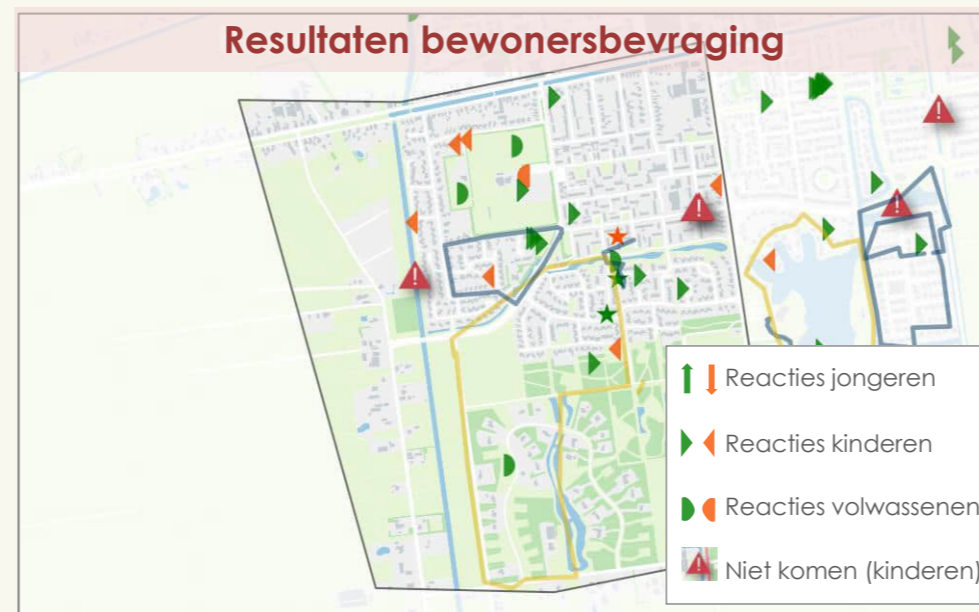 Resultaten bewonersbevraging
Reacties jongeren
Reacties kinderen
Reacties volwassenen
Niet komen (kinderen)